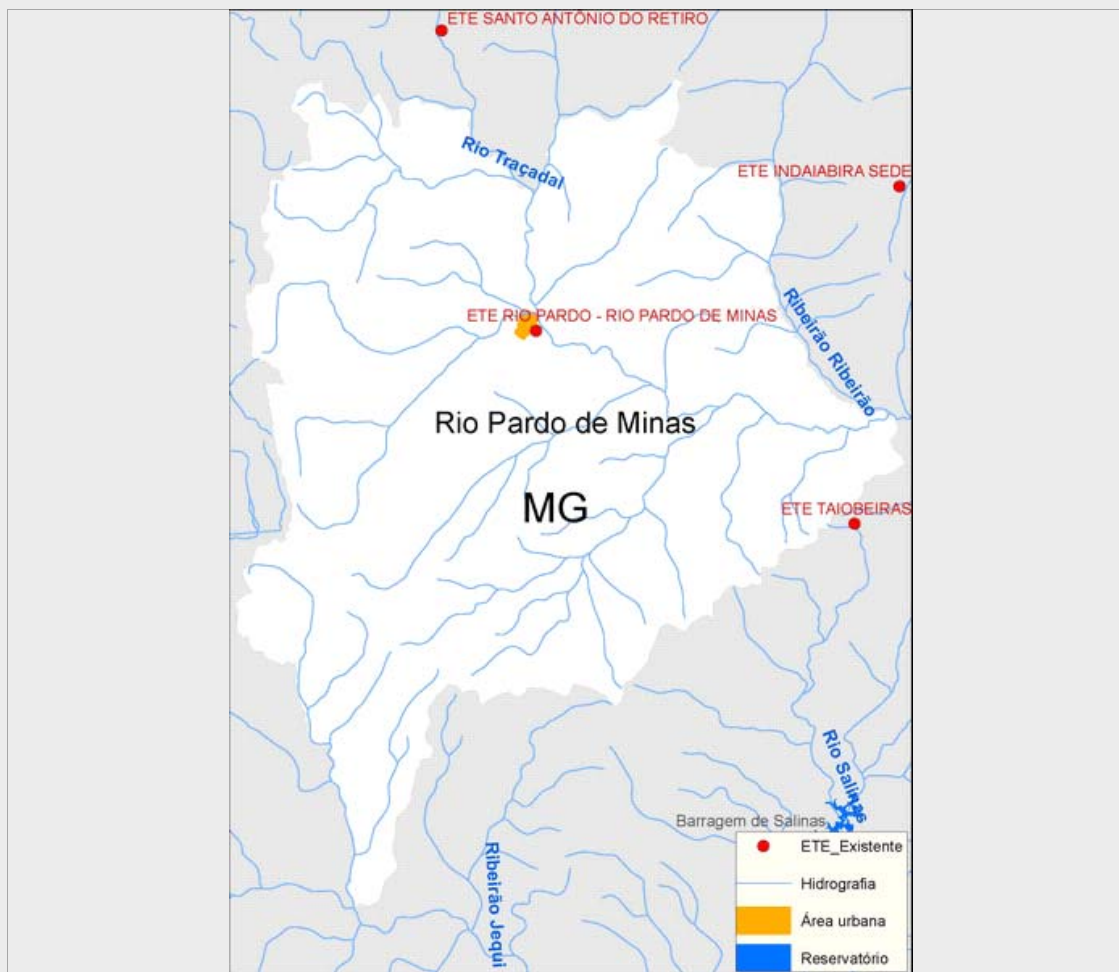 ETE SANTO ANTÔNIO DO RETIRO
Rio Traçadal
ETE INDAIABIRA SEDE
ETE RIO PARDO - RIO PARDO DE MINAS
Ribeirão Ribeirão
Rio Pardo de Minas
MG
ETE TAIOBEIRAS
Rio Salinas
Barragem de Salinas
Ribeirão Jequi
ETE_Existente
Hidrografia
Área urbana
Reservatório